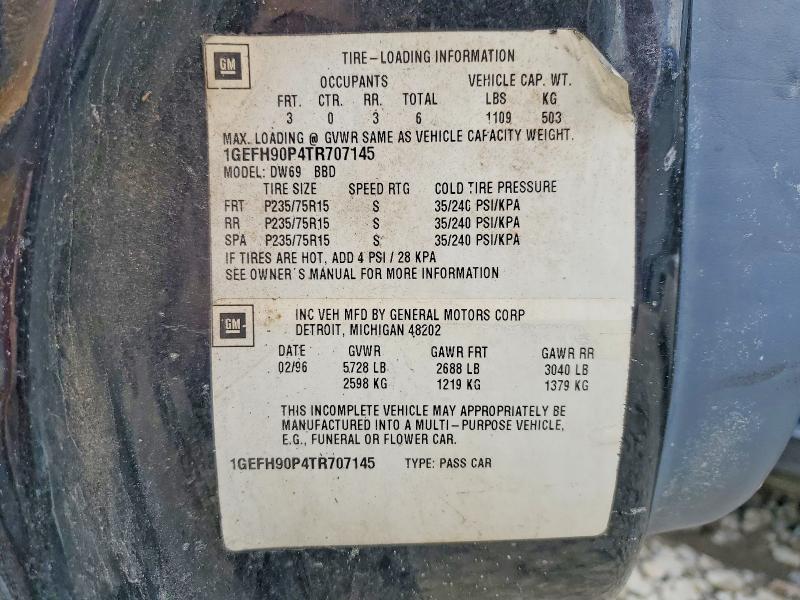 GM
TIRE-LOADING INFORMATION
OCCUPANTS VEHICLE CAP. WT.
FRT. CTR. RR. TOTAL LBS KG
3 0 3 6 1109 503
MAX. LOADING @ GVWR SAME AS VEHICLE CAPACITY WEIGHT.
1GEFH90P4TR707145
MODEL: DW69 BBD
TIRE SIZE SPEED RTG COLD TIRE PRESSURE
FRT P235/75R15 S 35/240 PSI/KPA
RR P235/75R15 S 35/240 PSI/KPA
SPA P235/75R15 S 35/240 PSI/KPA
IF TIRES ARE HOT, ADD 4 PSI / 28 KPA
SEE OWNER'S MANUAL FOR MORE INFORMATION
GM
INC VEH MFD BY GENERAL MOTORS CORP
DETROIT, MICHIGAN 48202
DATE GVWR GAWR FRT GAWR RR
02/96 5728 LB 2688 LB 3040 LB
2598 KG 1219 KG 1379 KG
THIS INCOMPLETE VEHICLE MAY APPROPRIATELY BE
MANUFACTURED INTO A MULTI-PURPOSE VEHICLE,
E.G., FUNERAL OR FLOWER CAR.
1GEFH90P4TR707145 TYPE: PASS CAR